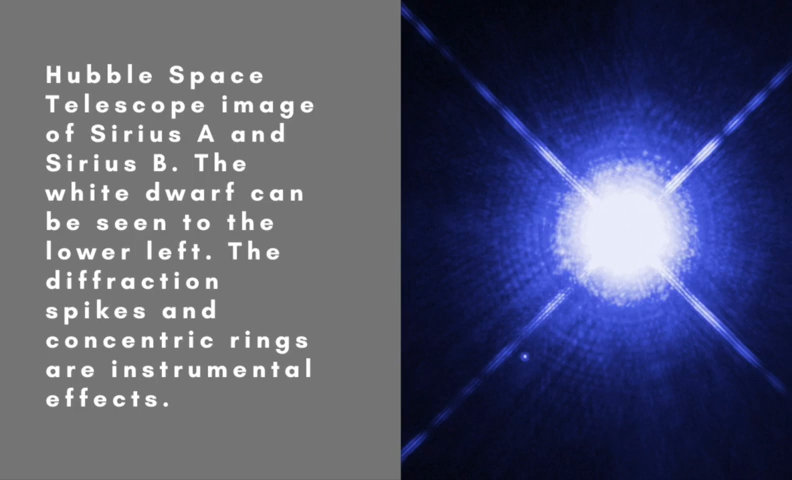 Hubble Space
Telescope image
of Sirius A and
Sirius B. The
white dwarf can
be seen to the
lower left. The
diffraction
spikes and
concentric rings
are instrumental
effects.